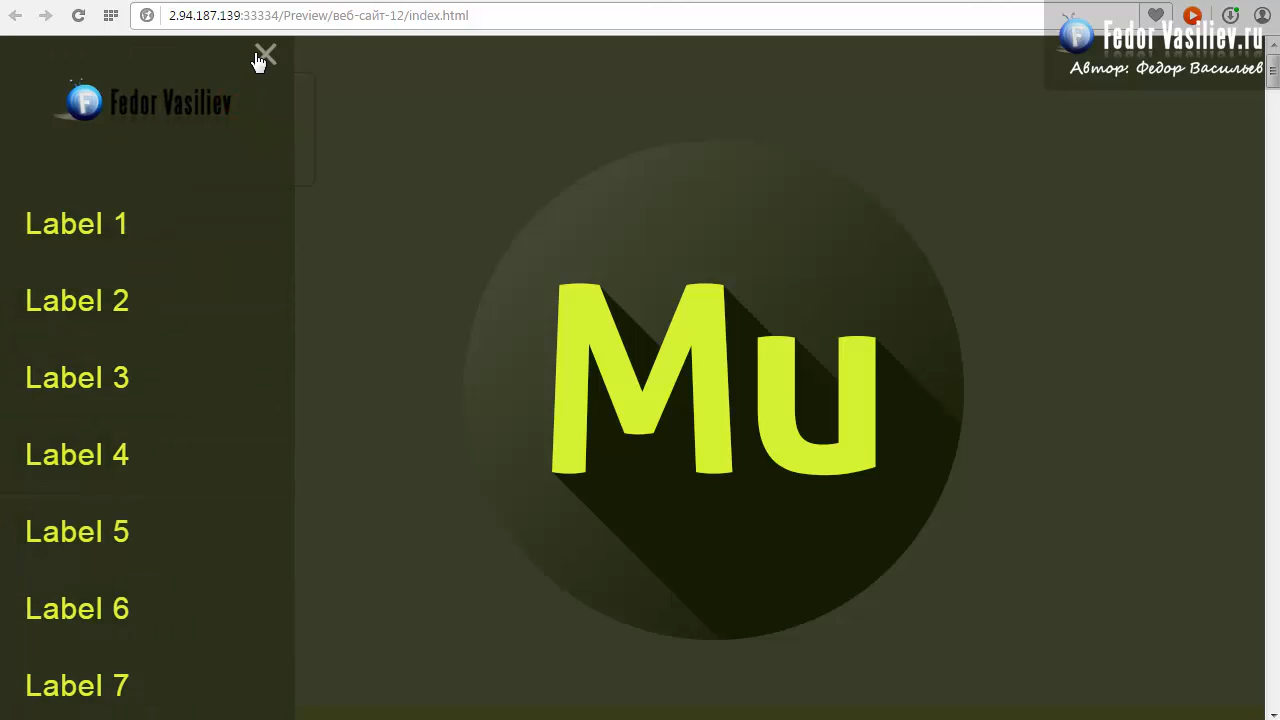 2.94.187.139:33334/Preview/веб-сайт-12/index.html
Fedor Vasiliev.ru
Автор: Федор Васильев
F Fedor Vasiliev
Label 1
Label 2
Label 3
Label 4
Label 5
Label 6
Label 7
Mu